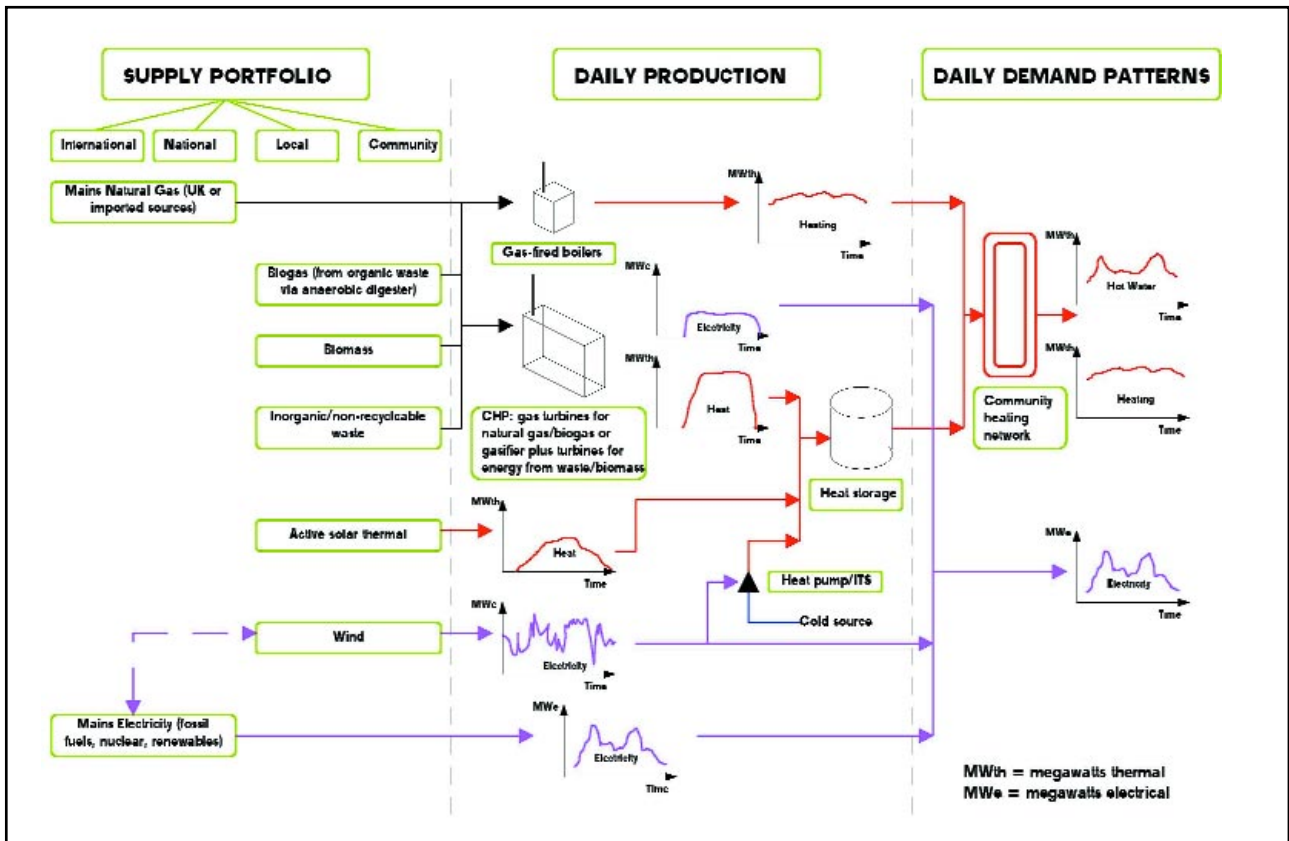 SUPPLY PORTFOLIO
DAILY PRODUCTION
DAILY DEMAND PATTERNS
International
National
Local
Community
Mains Natural Gas (UK or
imported sources)
Biogas (from organic waste
via anaerobic digester)
Biomass
Inorganic/non-recyclcable
waste
Active solar thermal
Wind
Mains Electricity (fossil
fuels, nuclear, renewables)
Gas-fired boilers
MWth
Heating
Time
MWe
Electricity
Time
MWth
Heat
Time
CHP: gas turbines for
natural gas/biogas or
gasifier plus turbines for
energy from waste/biomass
Heat storage
MWth
Heat
Time
Heat pump/ITS
Cold source
MWe
Electricity
Time
MWe
Electricity
Time
Community
heating
network
MWth
Hot Water
Time
MWth
Heating
Time
MWe
Electricity
Time
MWth = megawatts thermal
MWe = megawatts electrical